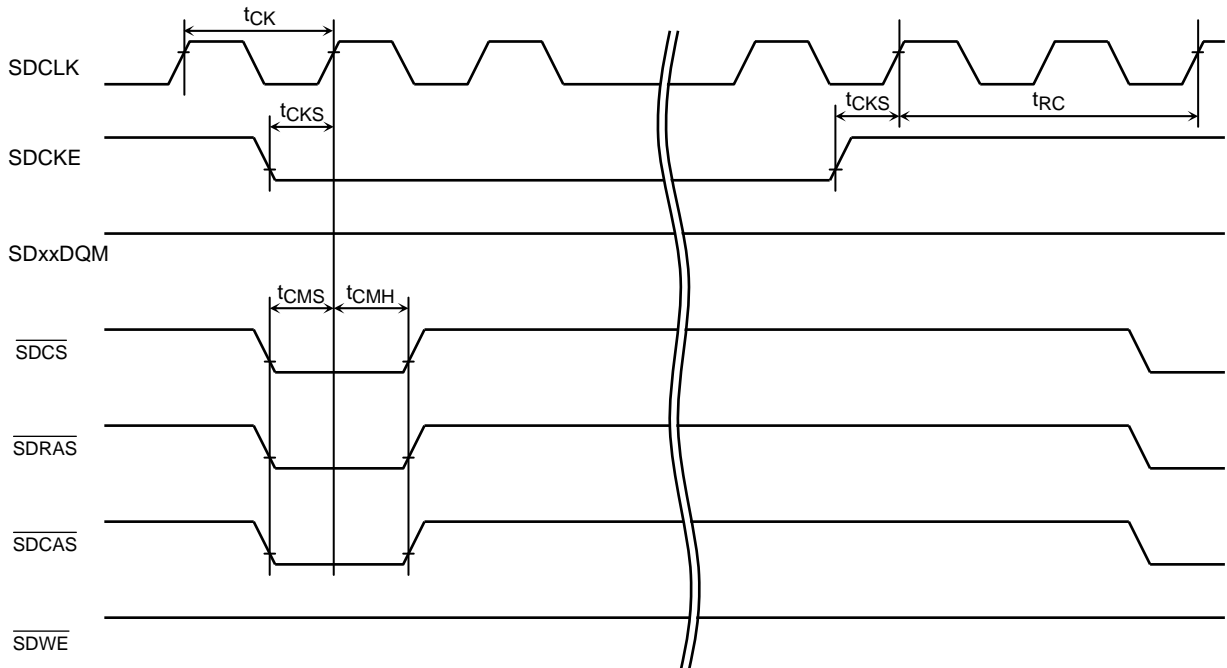 tCK
SDCLK
tCKS
tCKS
tRC
SDCKE
SDxxDQM
tCMS
tCMH
SDCS
SDRAS
SDCAS
SDWE